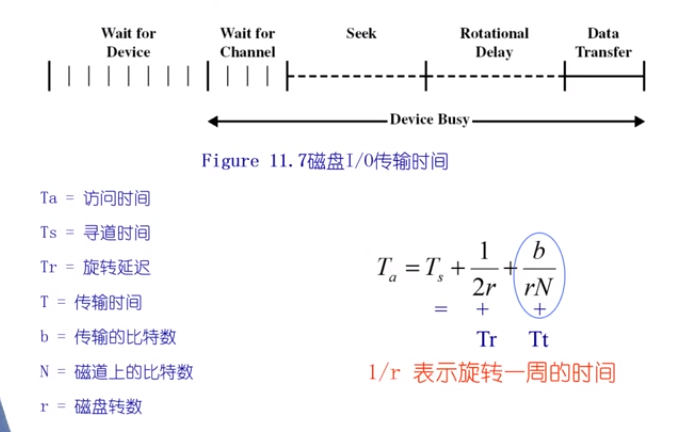 Wait for Device
Wait for Channel
Seek
Rotational Delay
Data Transfer
Device Busy
Figure 11.7磁盘I/O传输时间
Ta = 访问时间
Ts = 寻道时间
Tr = 旋转延迟
T = 传输时间
b = 传输的比特数
N = 磁道上的比特数
r = 磁盘转数
T_a = T_s + 1/2r + b/rN
= + +
Tr Tt
1/r 表示旋转一周的时间